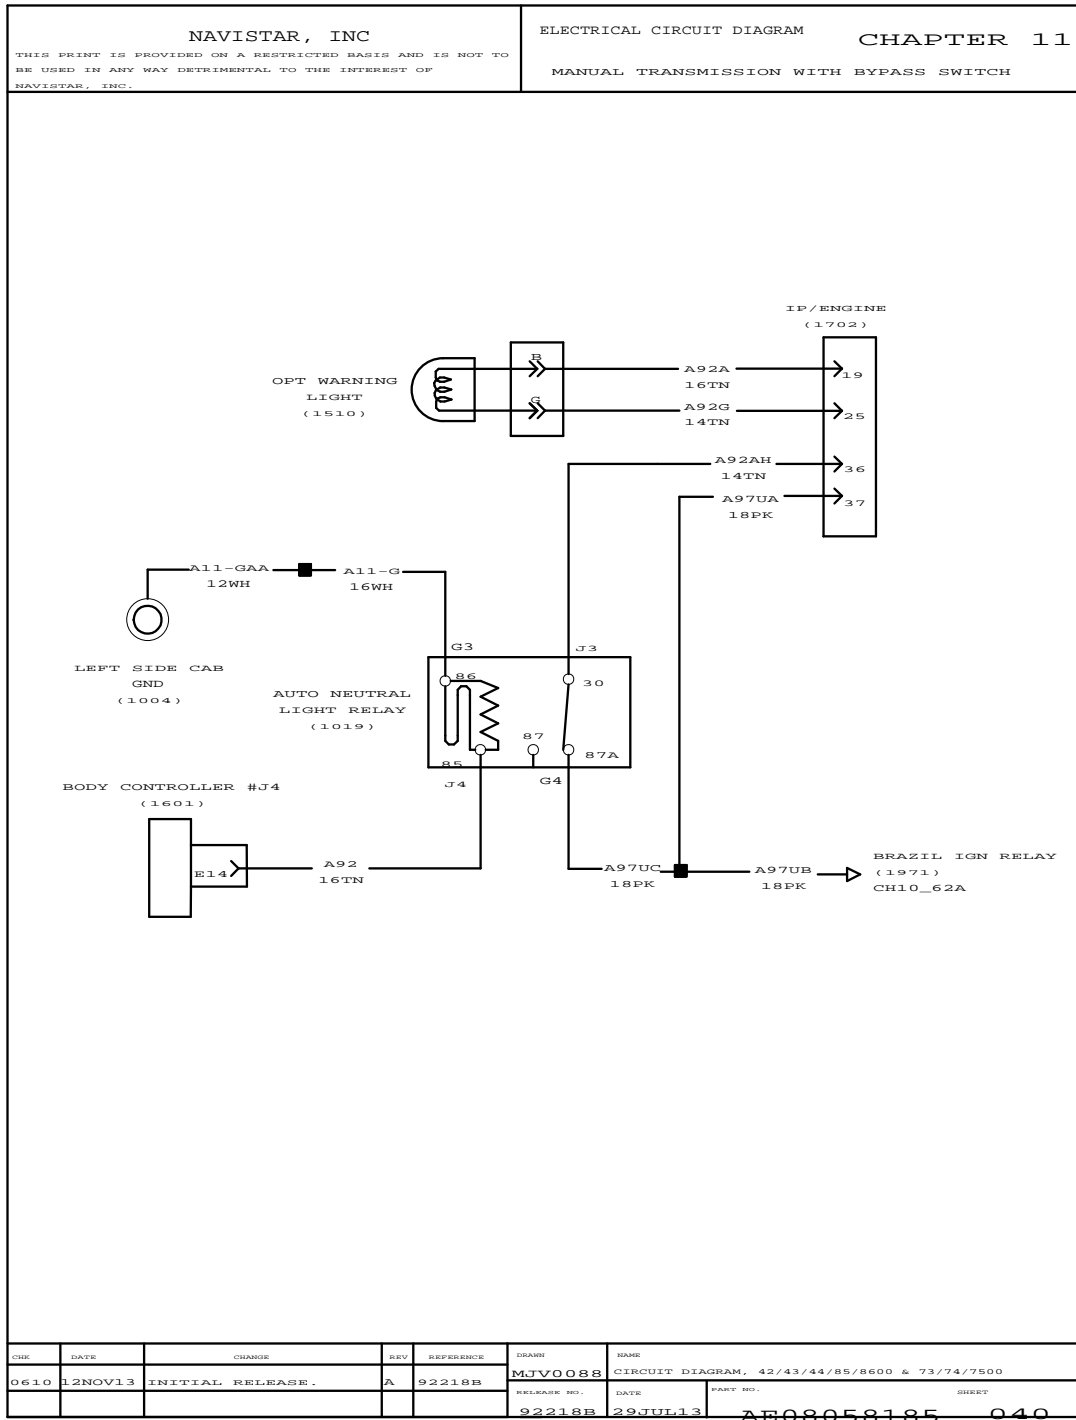 NAVISTAR, INC
THIS PRINT IS PROVIDED ON A RESTRICTED BASIS AND IS NOT TO
BE USED IN ANY WAY DETRIMENTAL TO THE INTEREST OF
NAVISTAR, INC.
ELECTRICAL CIRCUIT DIAGRAM
CHAPTER 11
MANUAL TRANSMISSION WITH BYPASS SWITCH
IP/ENGINE
(1702)
OPT WARNING
LIGHT
(1510)
B
G
A92A
16TN
A92G
14TN
A92AH
14TN
A97UA
18PK
19
25
36
37
A11-GAA
12WH
A11-G
16WH
LEFT SIDE CAB
GND
(1004)
AUTO NEUTRAL
LIGHT RELAY
(1019)
G3
J3
86
30
87
85
87A
J4
G4
BODY CONTROLLER #J4
(1601)
E14
A92
16TN
A97UC
18PK
A97UB
18PK
BRAZIL IGN RELAY
(1971)
CH10_62A
CHK
DATE
CHANGE
REV
REFERENCE
0610
12NOV13
INITIAL RELEASE.
A
92218B
DRAWN
MJV0088
NAME
CIRCUIT DIAGRAM, 42/43/44/85/8600 & 73/74/7500
RELEASE NO.
92218B
DATE
29JUL13
PART NO.
AE08058185
SHEET
040